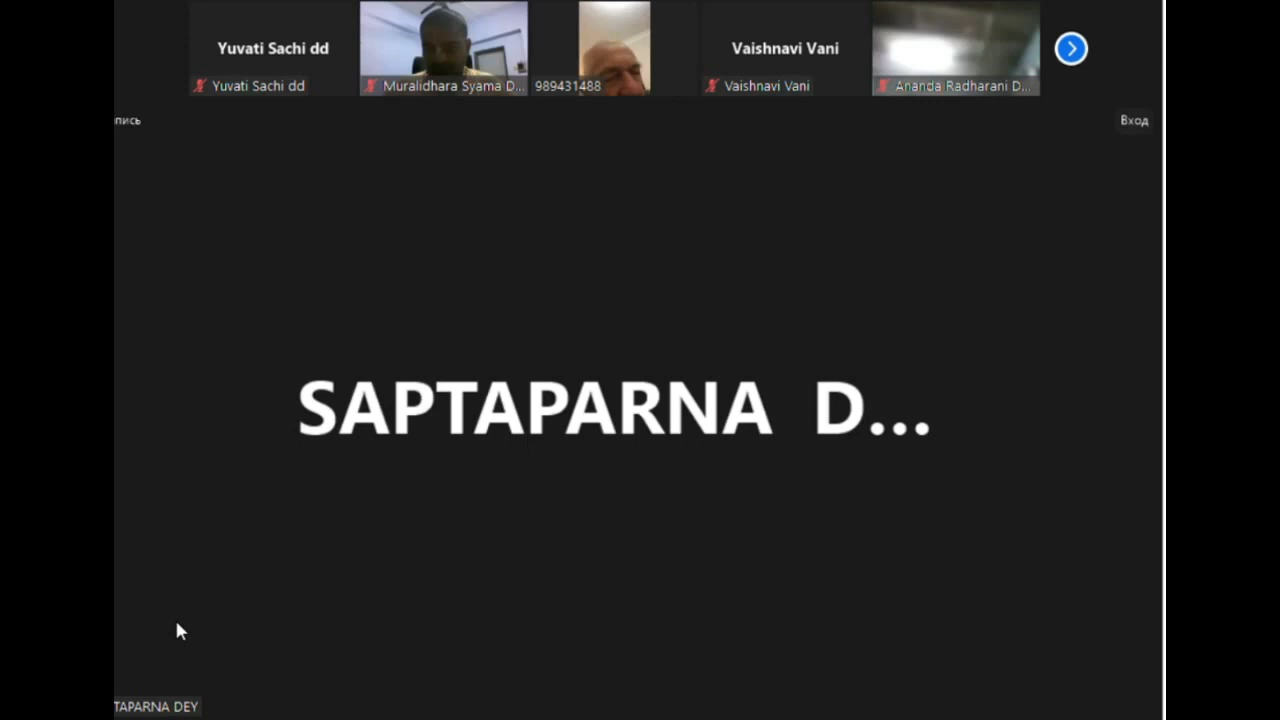 Yuvati Sachi dd
Vaishnavi Vani
Yuvati Sachi dd
Muralidhara Syama D...
989431488
Vaishnavi Vani
Ananda Radharani D...
пись
Вход
SAPTAPARNA D...
TAPARNA DEY